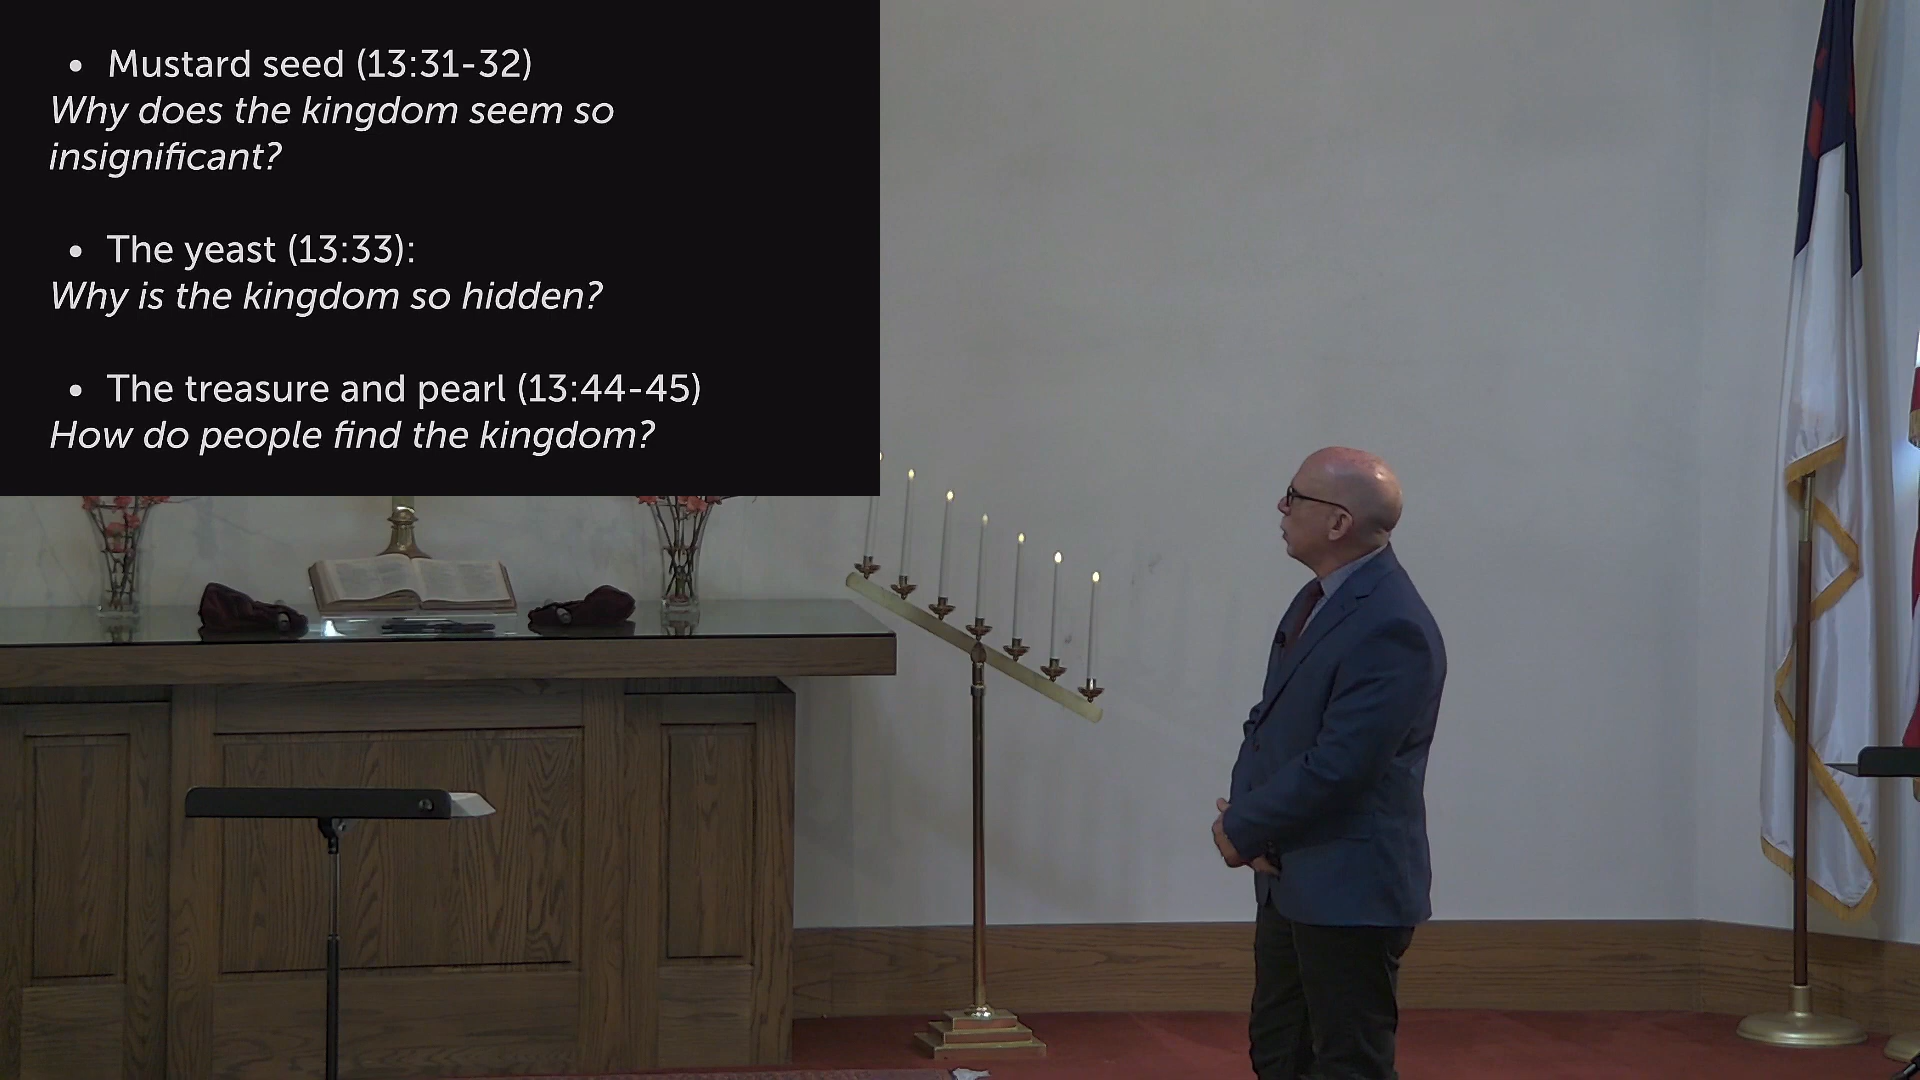 • Mustard seed (13:31-32)
Why does the kingdom seem so
insignificant?
• The yeast (13:33):
Why is the kingdom so hidden?
• The treasure and pearl (13:44-45)
How do people find the kingdom?